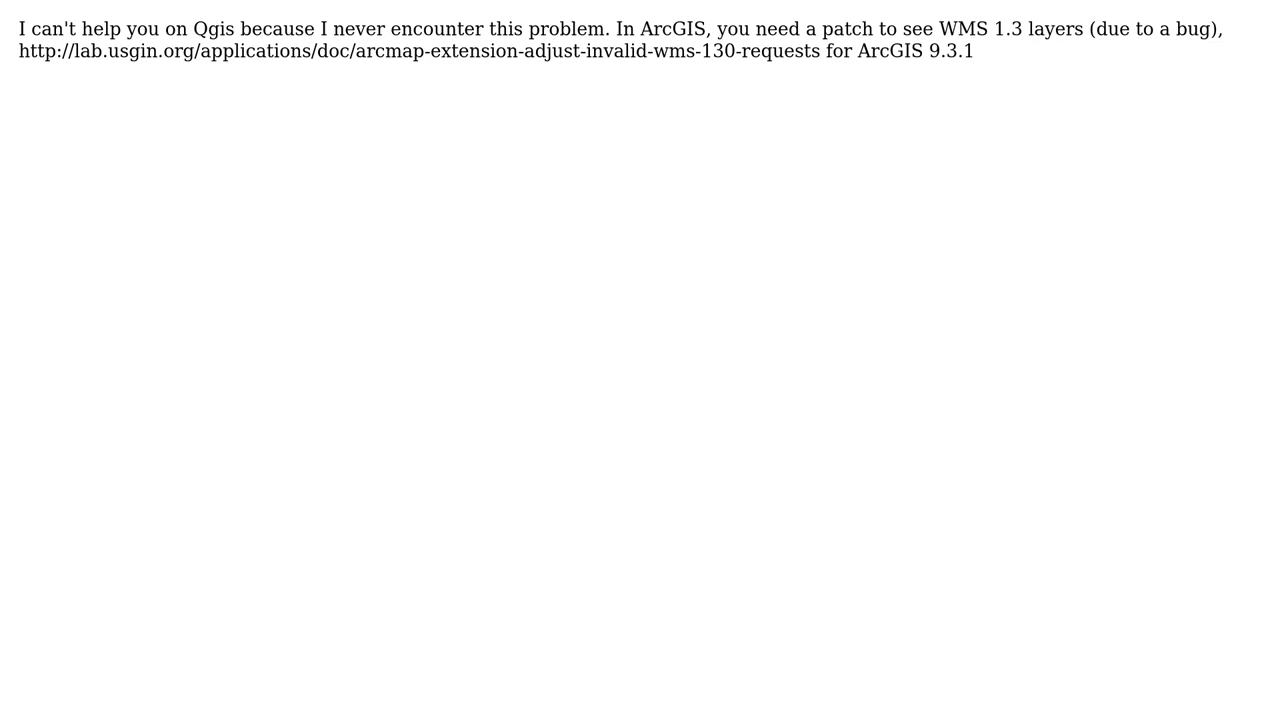 I can't help you on Qgis because I never encounter this problem. In ArcGIS, you need a patch to see WMS 1.3 layers (due to a bug),
http://lab.usgin.org/applications/doc/arcmap-extension-adjust-invalid-wms-130-requests for ArcGIS 9.3.1